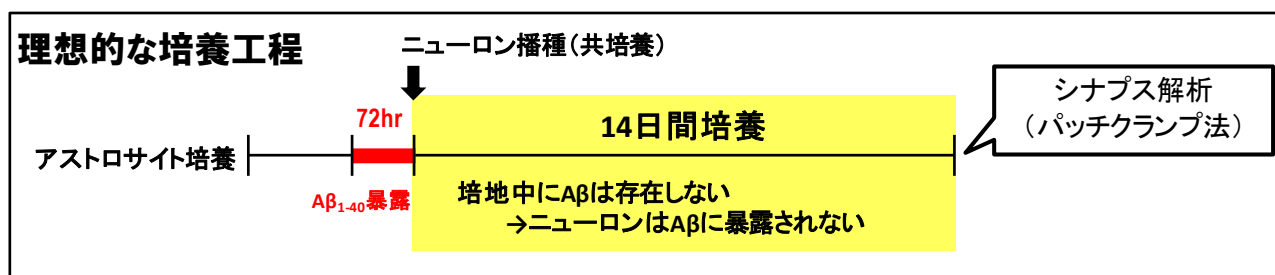 理想的な培養工程
ニューロン播種（共培養）
シナプス解析
（パッチクランプ法）
72hr
14日間培養
アストロサイト培養
Aβ1-40暴露
培地中にAβは存在しない
→ニューロンはAβに暴露されない